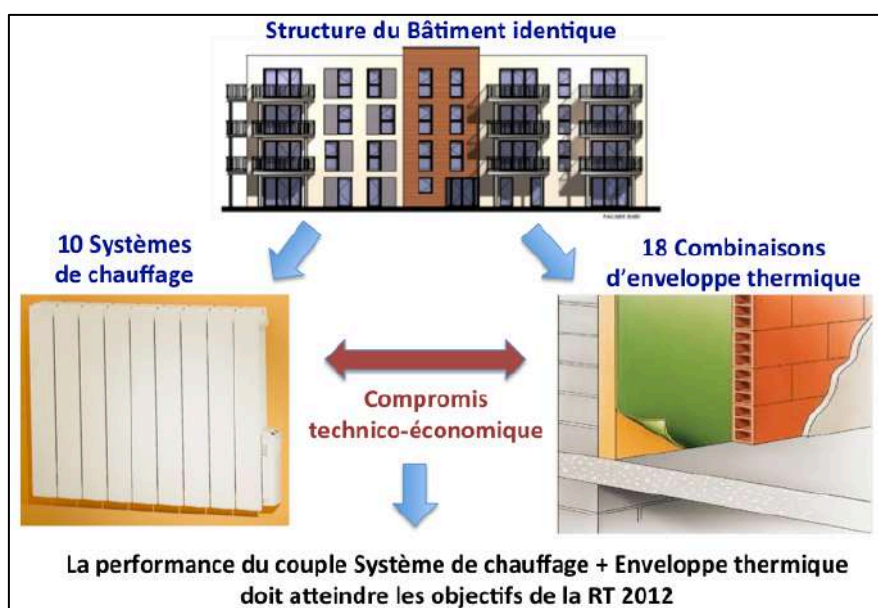 Structure du Bâtiment identique
10 Systèmes
de chauffage
18 Combinaisons
d'enveloppe thermique
Compromis
technico-économique
La performance du couple Système de chauffage + Enveloppe thermique
doit atteindre les objectifs de la RT 2012